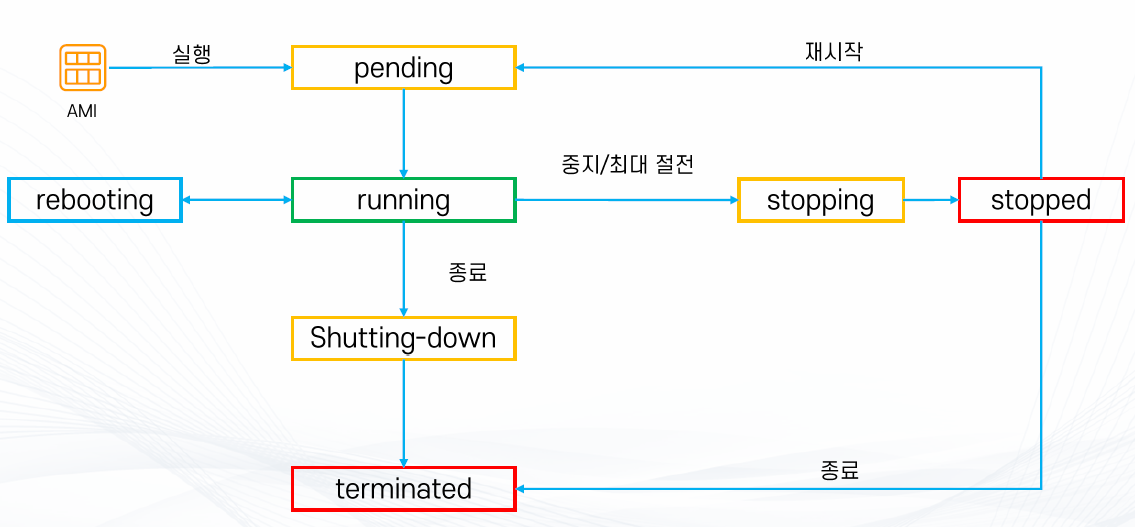 실행
재시작
pending
AMI
중지/최대 절전
rebooting
running
stopping
stopped
종료
Shutting-down
종료
terminated